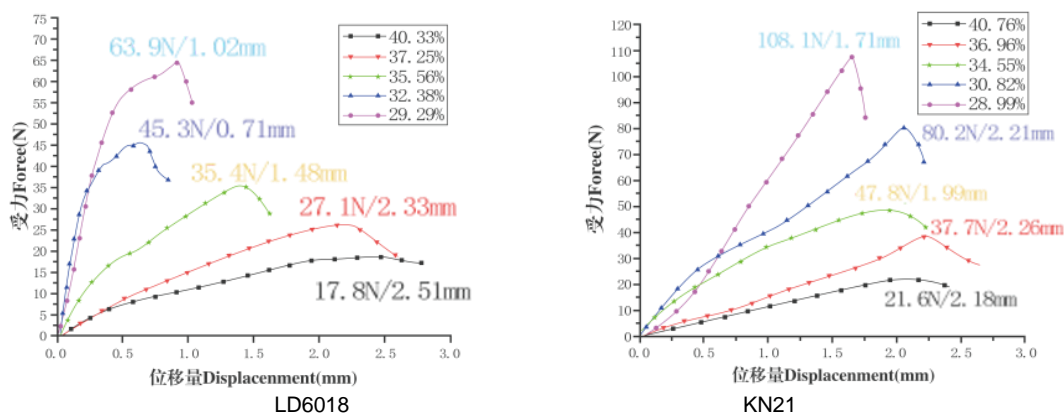 75
70
65
60
55
50
45
40
35
30
25
20
15
10
5
0
受力Foree(N)
63.9N/1.02mm
45.3N/0.71mm
35.4N/1.48mm
27.1N/2.33mm
17.8N/2.51mm
40.33%
37.25%
35.56%
32.38%
29.29%
0.0 0.5 1.0 1.5 2.0 2.5 3.0
位移量Displacenment(mm)
LD6018
120
110
100
90
80
70
60
50
40
30
20
10
0
受力Foree(N)
108.1N/1.71mm
80.2N/2.21mm
47.8N/1.99mm
37.7N/2.26mm
21.6N/2.18mm
40.76%
36.96%
34.55%
30.82%
28.99%
0.0 0.5 1.0 1.5 2.0 2.5 3.0
位移量Displacenment(mm)
KN21